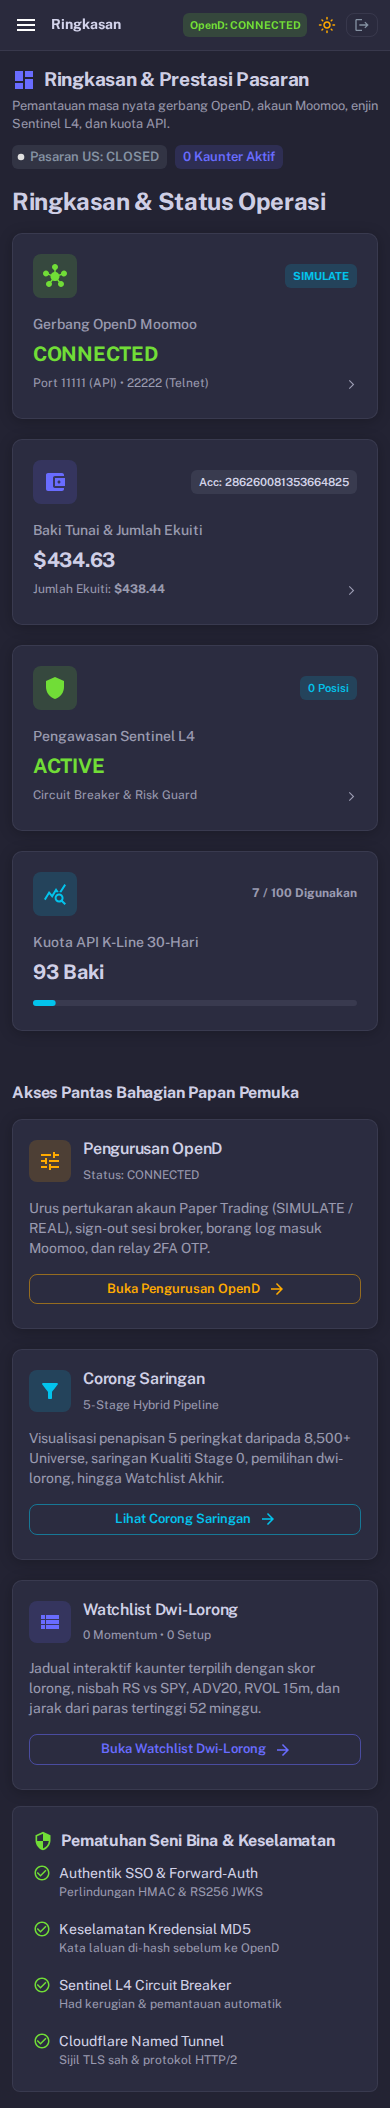 Ringkasan
OpenD: CONNECTED
Ringkasan & Prestasi Pasaran
Pemantauan masa nyata gerbang OpenD, akaun Moomoo, enjin
Sentinel L4, dan kuota API.
Pasaran US: CLOSED
0 Kaunter Aktif
Ringkasan & Status Operasi
SIMULATE
Gerbang OpenD Moomoo
CONNECTED
Port 11111 (API) • 22222 (Telnet)
Acc: 286260081353664825
Baki Tunai & Jumlah Ekuiti
$434.63
Jumlah Ekuiti: $438.44
0 Posisi
Pengawasan Sentinel L4
ACTIVE
Circuit Breaker & Risk Guard
7 / 100 Digunakan
Kuota API K-Line 30-Hari
93 Baki
Akses Pantas Bahagian Papan Pemuka
Pengurusan OpenD
Status: CONNECTED
Urus pertukaran akaun Paper Trading (SIMULATE /
REAL), sign-out sesi broker, borang log masuk
Moomoo, dan relay 2FA OTP.
Buka Pengurusan OpenD
Corong Saringan
5-Stage Hybrid Pipeline
Visualisasi penapisan 5 peringkat daripada 8,500+
Universe, saringan Kualiti Stage 0, pemilihan dwi-
lorong, hingga Watchlist Akhir.
Lihat Corong Saringan
Watchlist Dwi-Lorong
0 Momentum • 0 Setup
Jadual interaktif kaunter terpilih dengan skor
lorong, nisbah RS vs SPY, ADV20, RVOL 15m, dan
jarak dari paras tertinggi 52 minggu.
Buka Watchlist Dwi-Lorong
Pematuhan Seni Bina & Keselamatan
Authentik SSO & Forward-Auth
Perlindungan HMAC & RS256 JWKS
Keselamatan Kredensial MD5
Kata laluan di-hash sebelum ke OpenD
Sentinel L4 Circuit Breaker
Had kerugian & pemantauan automatik
Cloudflare Named Tunnel
Sijil TLS sah & protokol HTTP/2